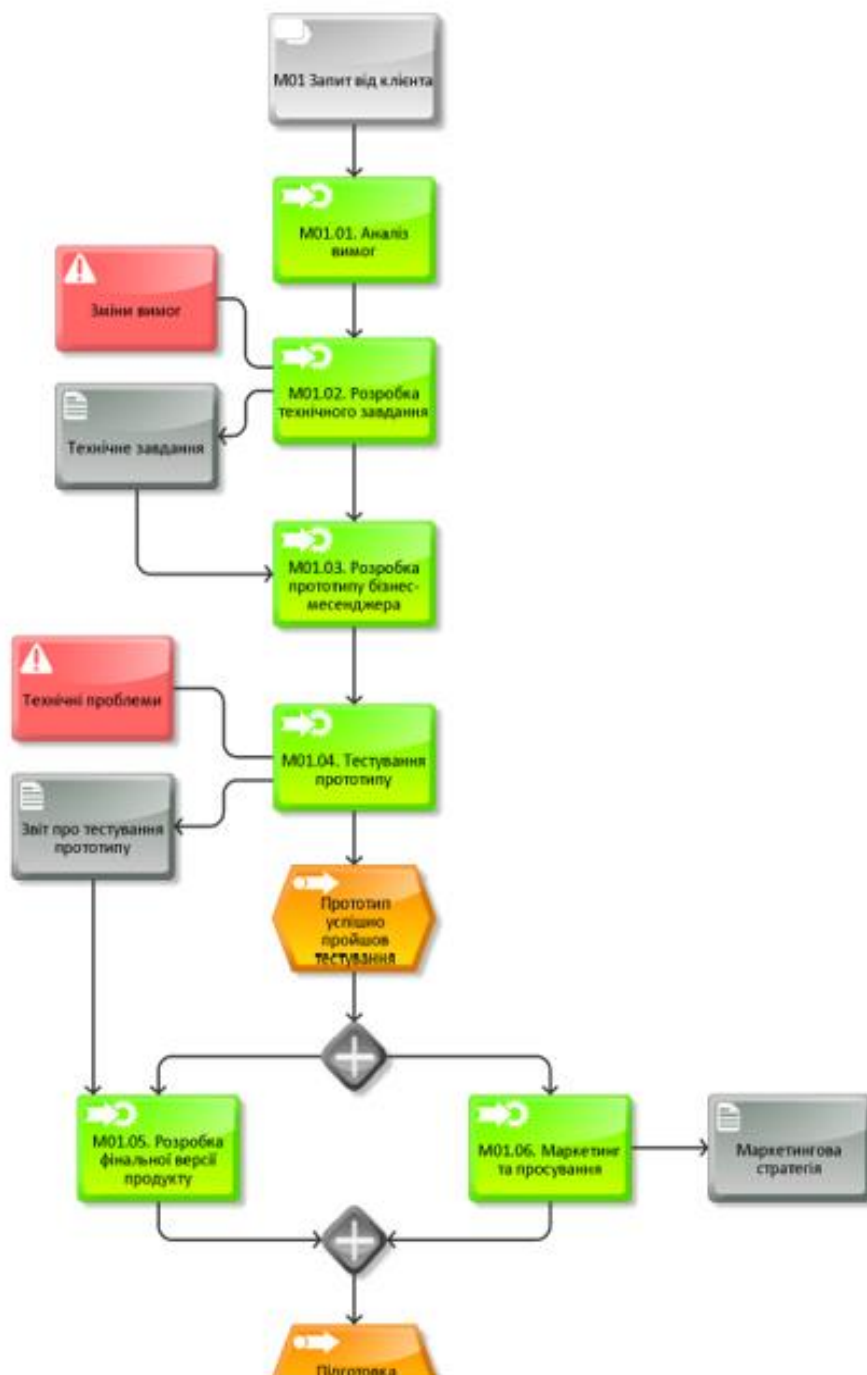 М01 Запит від клієнта
М01.01. Аналіз
вимог
Зміни вимог
М01.02. Розробка
технічного завдання
Технічне завдання
М01.03. Розробка
прототипу бізнес-
месенджера
Технічні проблеми
М01.04. Тестування
прототипу
Звіт про тестування
прототипу
Прототип
успішно
пройшов
тестування
М01.05. Розробка
фінальної версії
продукту
М01.06. Маркетинг
та просування
Маркетингова
стратегія
Підготовка